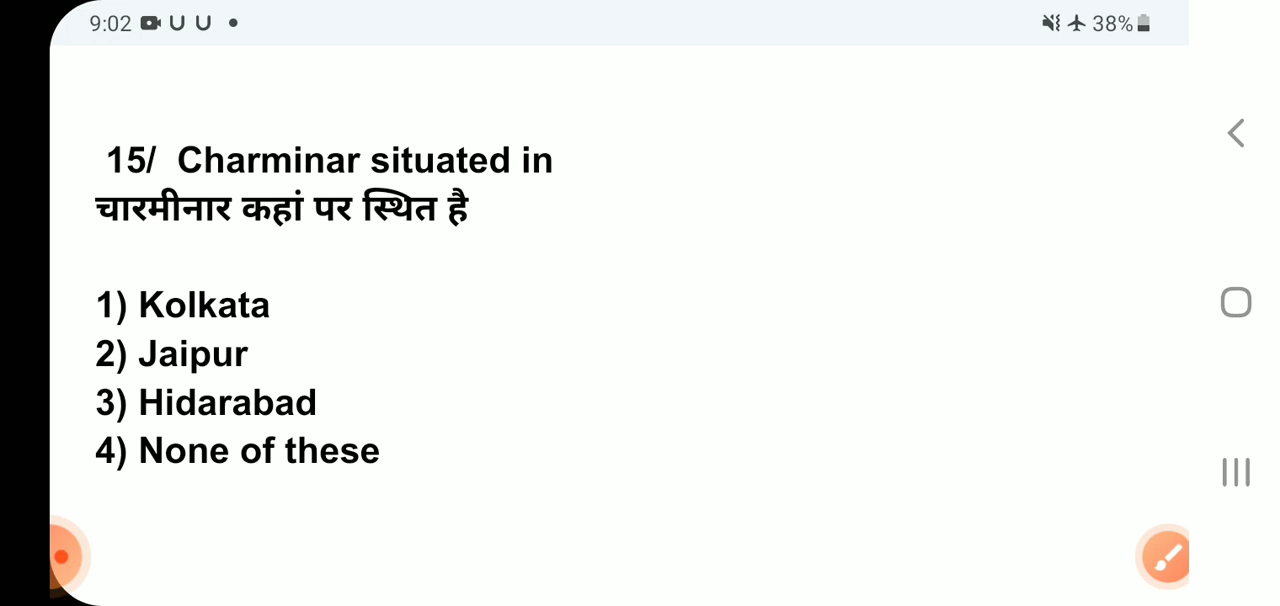 9:02 38%
15/ Charminar situated in
चारमीनार कहां पर स्थित है
1) Kolkata
2) Jaipur
3) Hidarabad
4) None of these